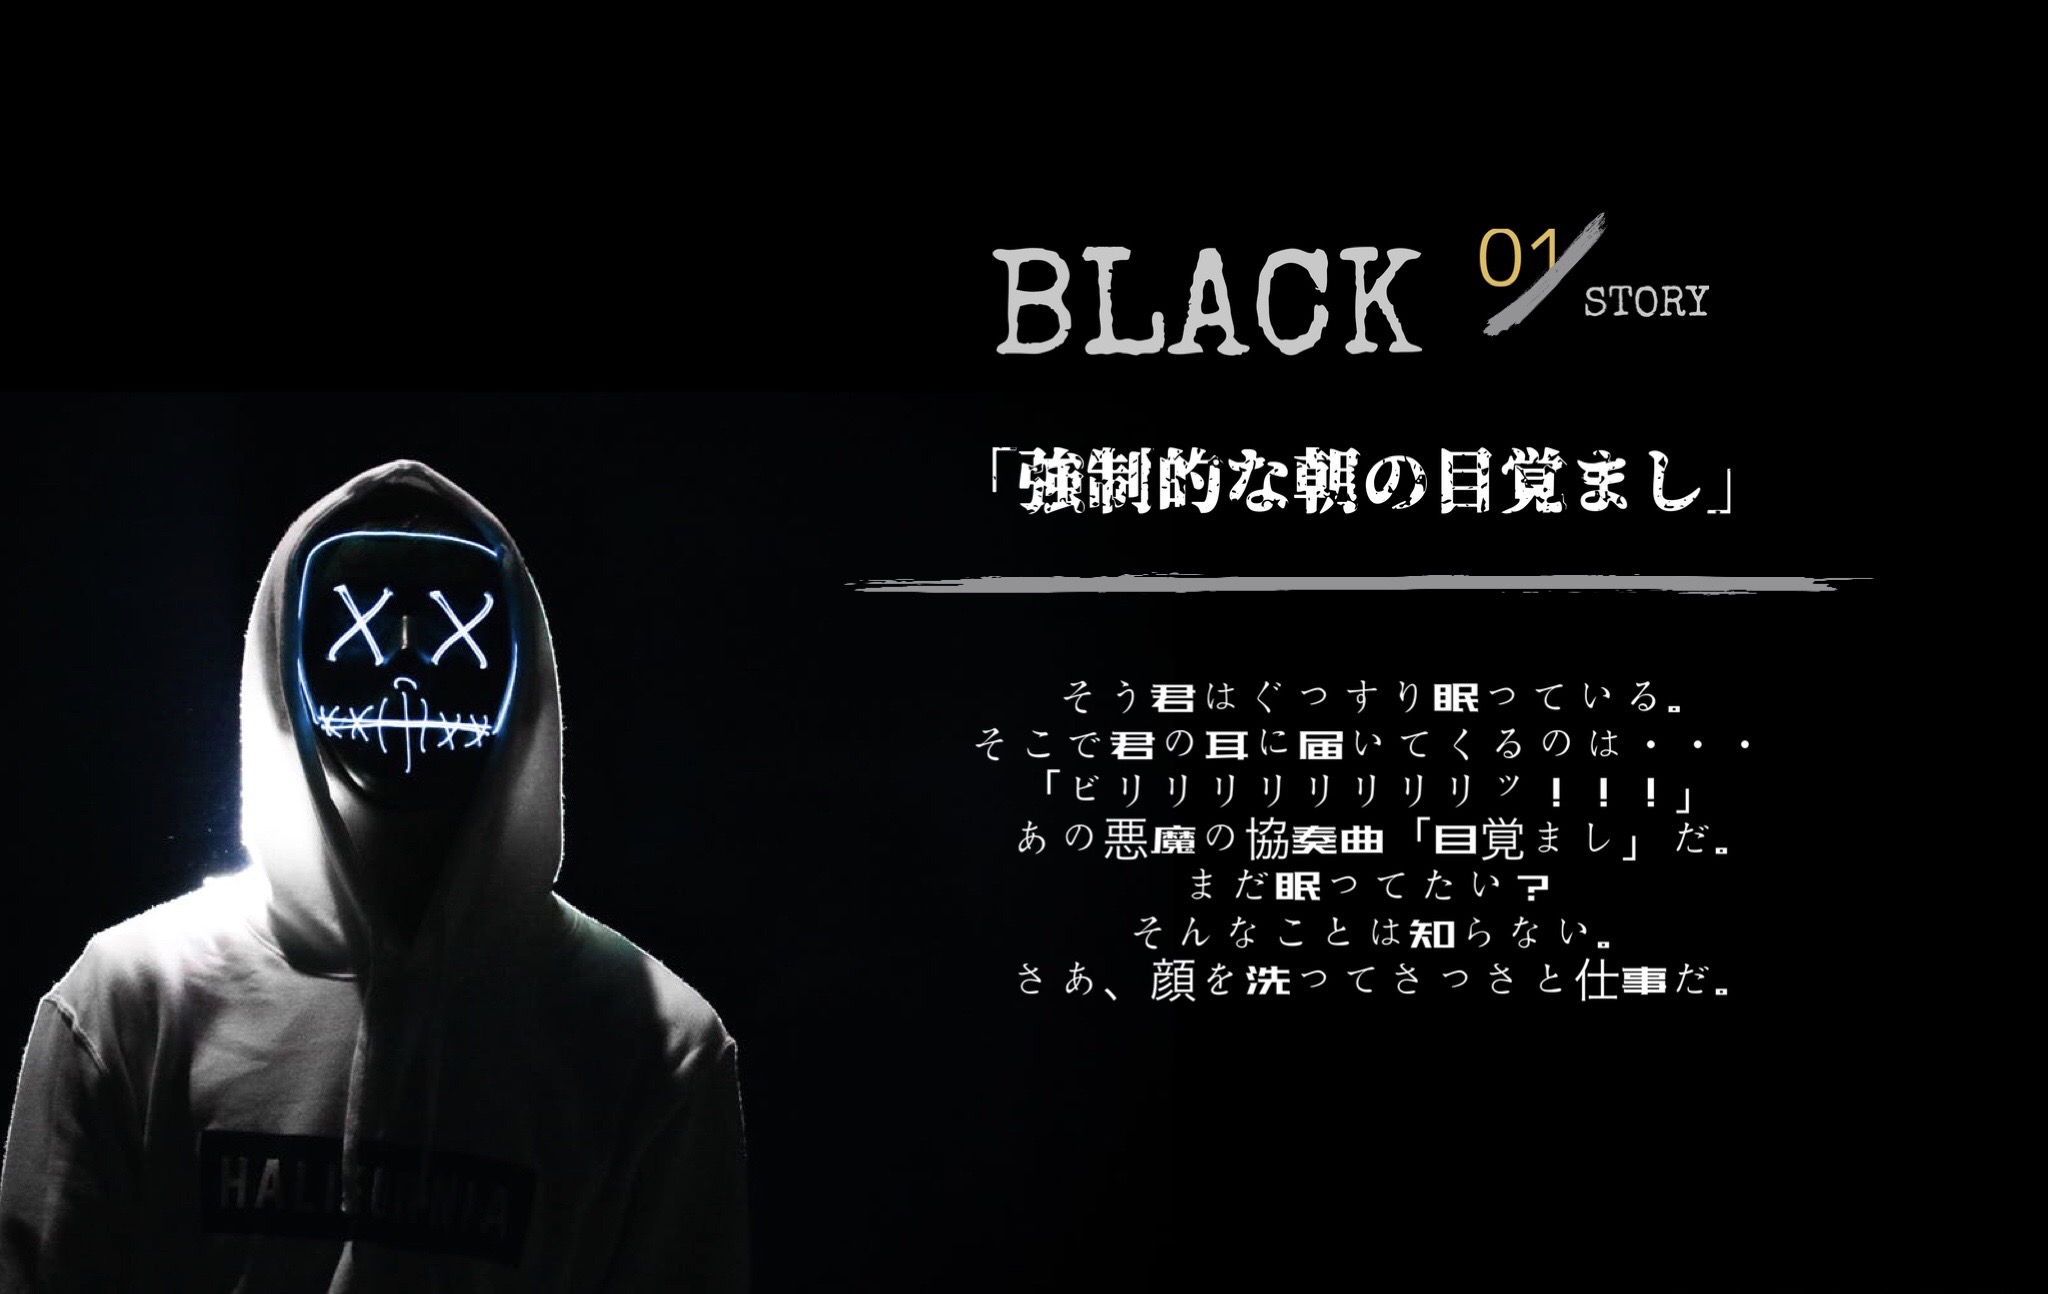 BLACK 01 STORY
「強制的な朝の目覚まし」
そう君はぐっすり眠っている。
そこで君の耳に届いてくるのは・・・
「ビリリリリリリリリッ！！！」
あの悪魔の協奏曲「目覚まし」だ。
まだ眠ってたい？
そんなことは知らない。
さあ、顔を洗ってさっさと仕事だ。